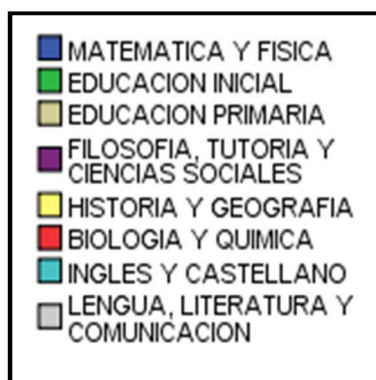 MATEMATICA Y FISICA
EDUCACION INICIAL
EDUCACION PRIMARIA
FILOSOFIA, TUTORIA Y
CIENCIAS SOCIALES
HISTORIA Y GEOGRAFIA
BIOLOGIA Y QUIMICA
INGLES Y CASTELLANO
LENGUA, LITERATURA Y
COMUNICACION